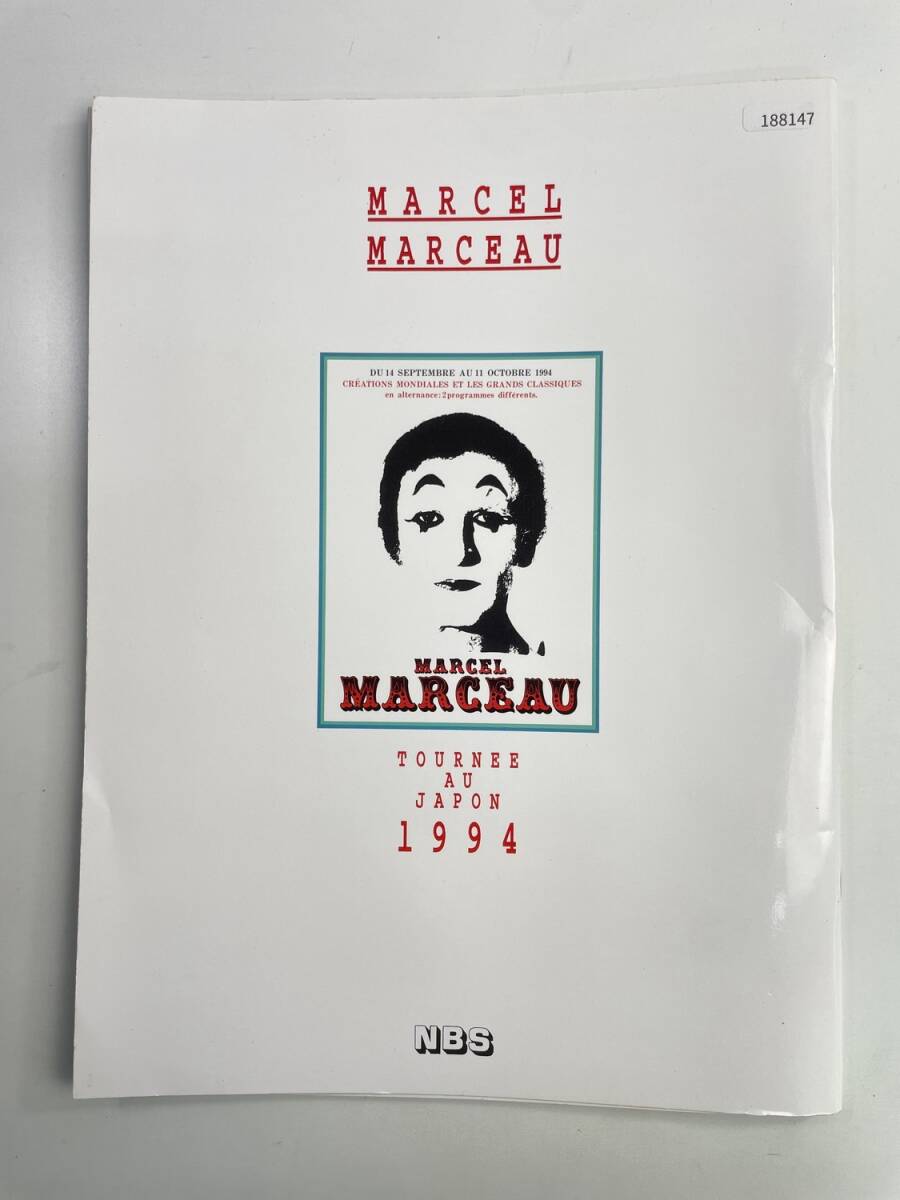 188147
MARCEL
MARCEAU
DU 14 SEPTEMBRE AU 11 OCTOBRE 1994
CRÉATIONS MONDIALES ET LES GRANDS CLASSIQUES
en alternance: 2 programmes différents.
MARCEL
MARCEAU
TOURNEE
AU
JAPON
1994
NBS